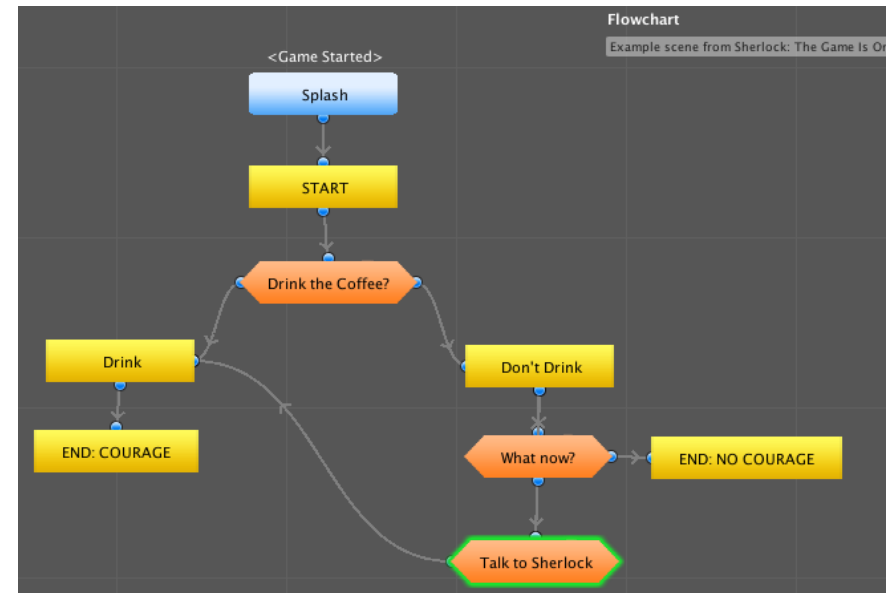 Flowchart
Example scene from Sherlock: The Game Is On
<Game Started>
Splash
START
Drink the Coffee?
Drink
Don't Drink
END: COURAGE
What now?
END: NO COURAGE
Talk to Sherlock